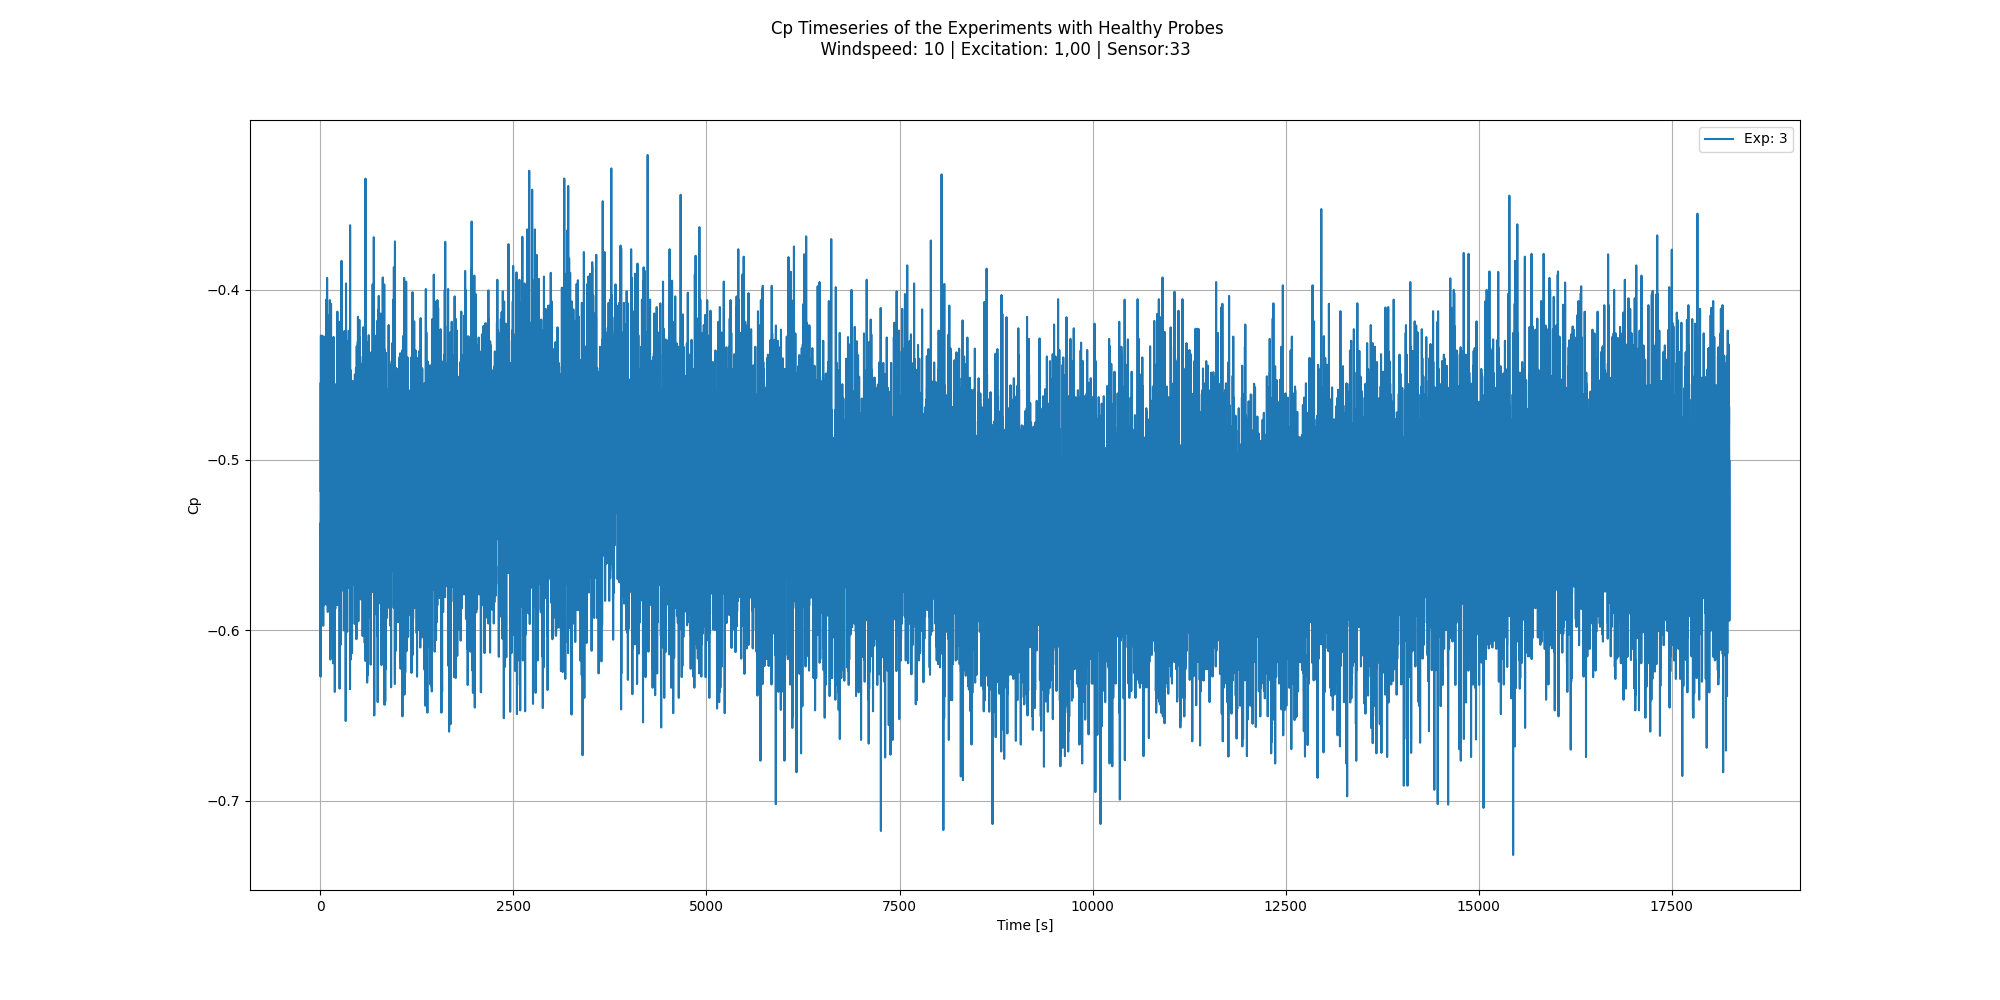 Cp Timeseries of the Experiments with Healthy Probes
Windspeed: 10 | Excitation: 1,00 | Sensor:33
Exp: 3
−0.4
−0.5
−0.6
−0.7
Cp
0 2500 5000 7500 10000 12500 15000 17500
Time [s]